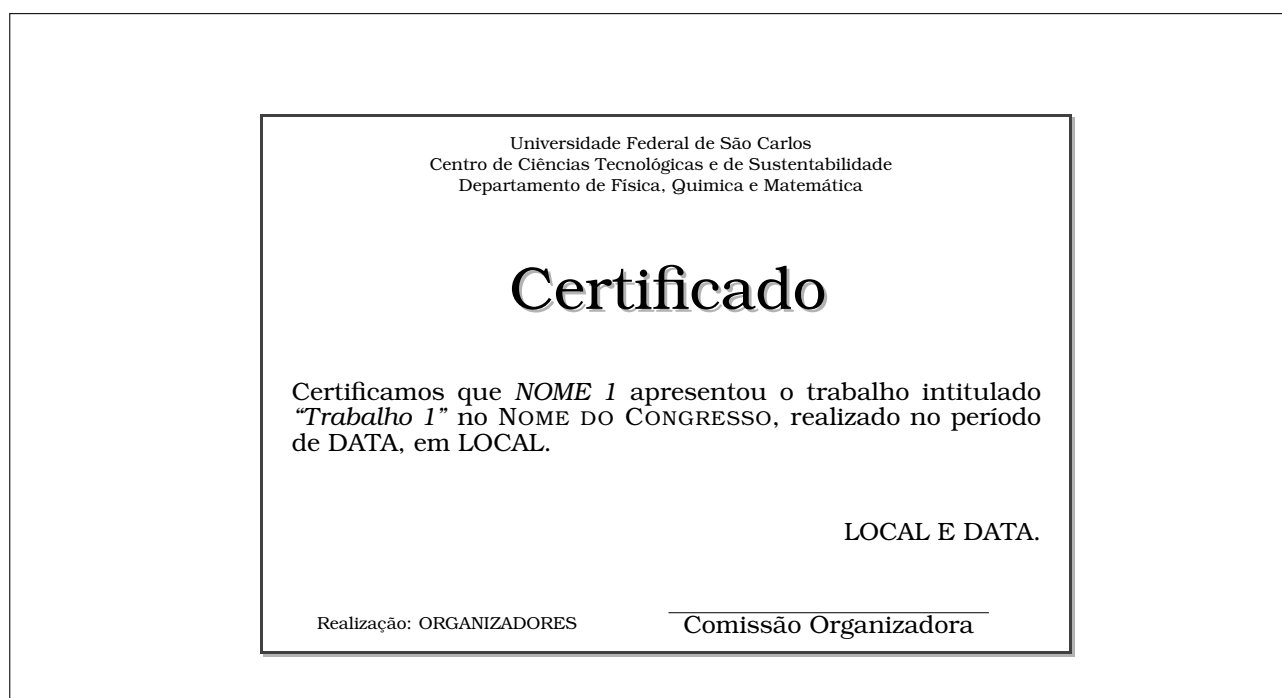 Universidade Federal de São Carlos
Centro de Ciências Tecnológicas e de Sustentabilidade
Departamento de Física, Quimica e Matemática
Certificado
Certificamos que NOME 1 apresentou o trabalho intitulado
“Trabalho 1” no NOME DO CONGRESSO, realizado no período
de DATA, em LOCAL.
LOCAL E DATA.
Realização: ORGANIZADORES
Comissão Organizadora